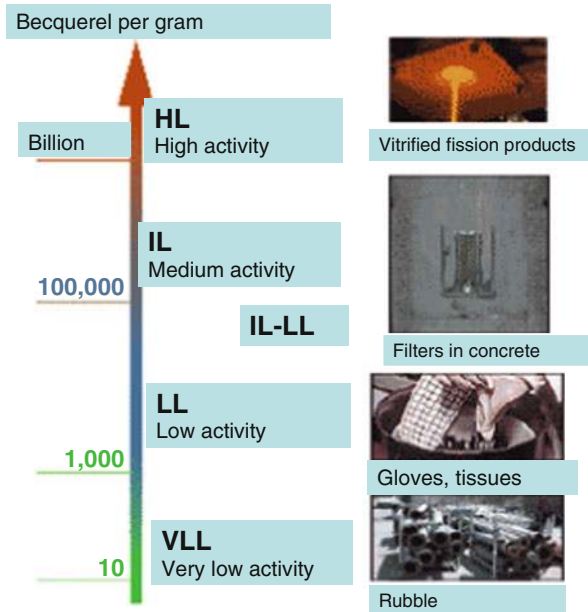 Becquerel per gram
HL
High activity
Billion
Vitrified fission products
IL
Medium activity
100,000
IL-LL
Filters in concrete
LL
Low activity
1,000
Gloves, tissues
VLL
Very low activity
10
Rubble